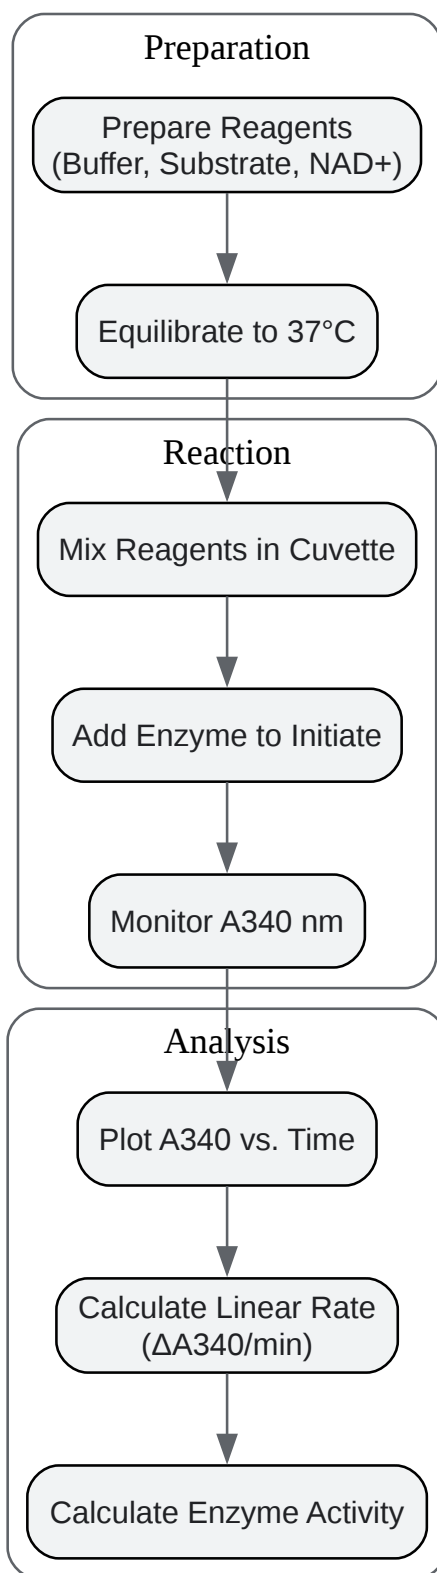 Preparation
Prepare Reagents
(Buffer, Substrate, NAD+)
Equilibrate to 37°C
Reaction
Mix Reagents in Cuvette
Add Enzyme to Initiate
Monitor A340 nm
Analysis
Plot A340 vs. Time
Calculate Linear Rate
(ΔA340/min)
Calculate Enzyme Activity